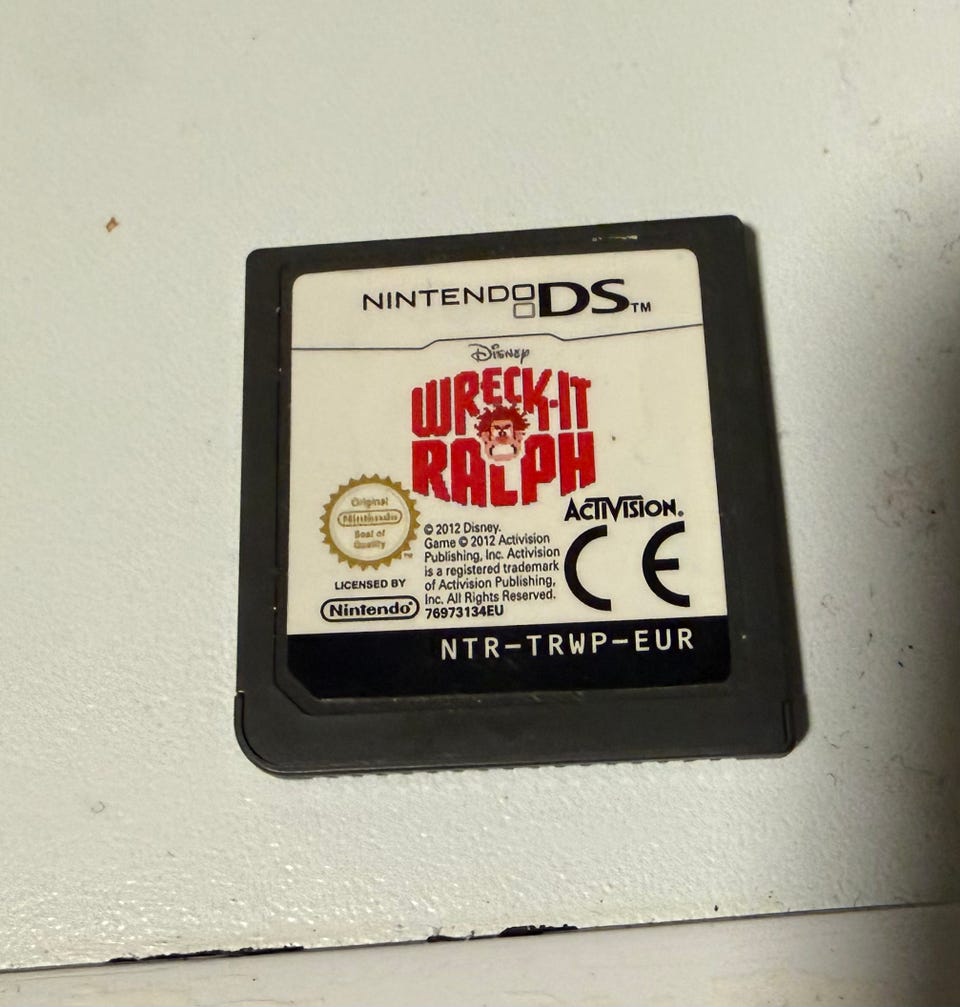 NINTENDO DS™
Disney
WRECK-IT
RALPH
ACTIVISION®
Original
Nintendo
Seal of
Quality
™
LICENSED BY
Nintendo®
© 2012 Disney.
Game © 2012 Activision
Publishing, Inc. Activision
is a registered trademark
of Activision Publishing,
Inc. All Rights Reserved.
76973134EU
CE
NTR-TRWP-EUR